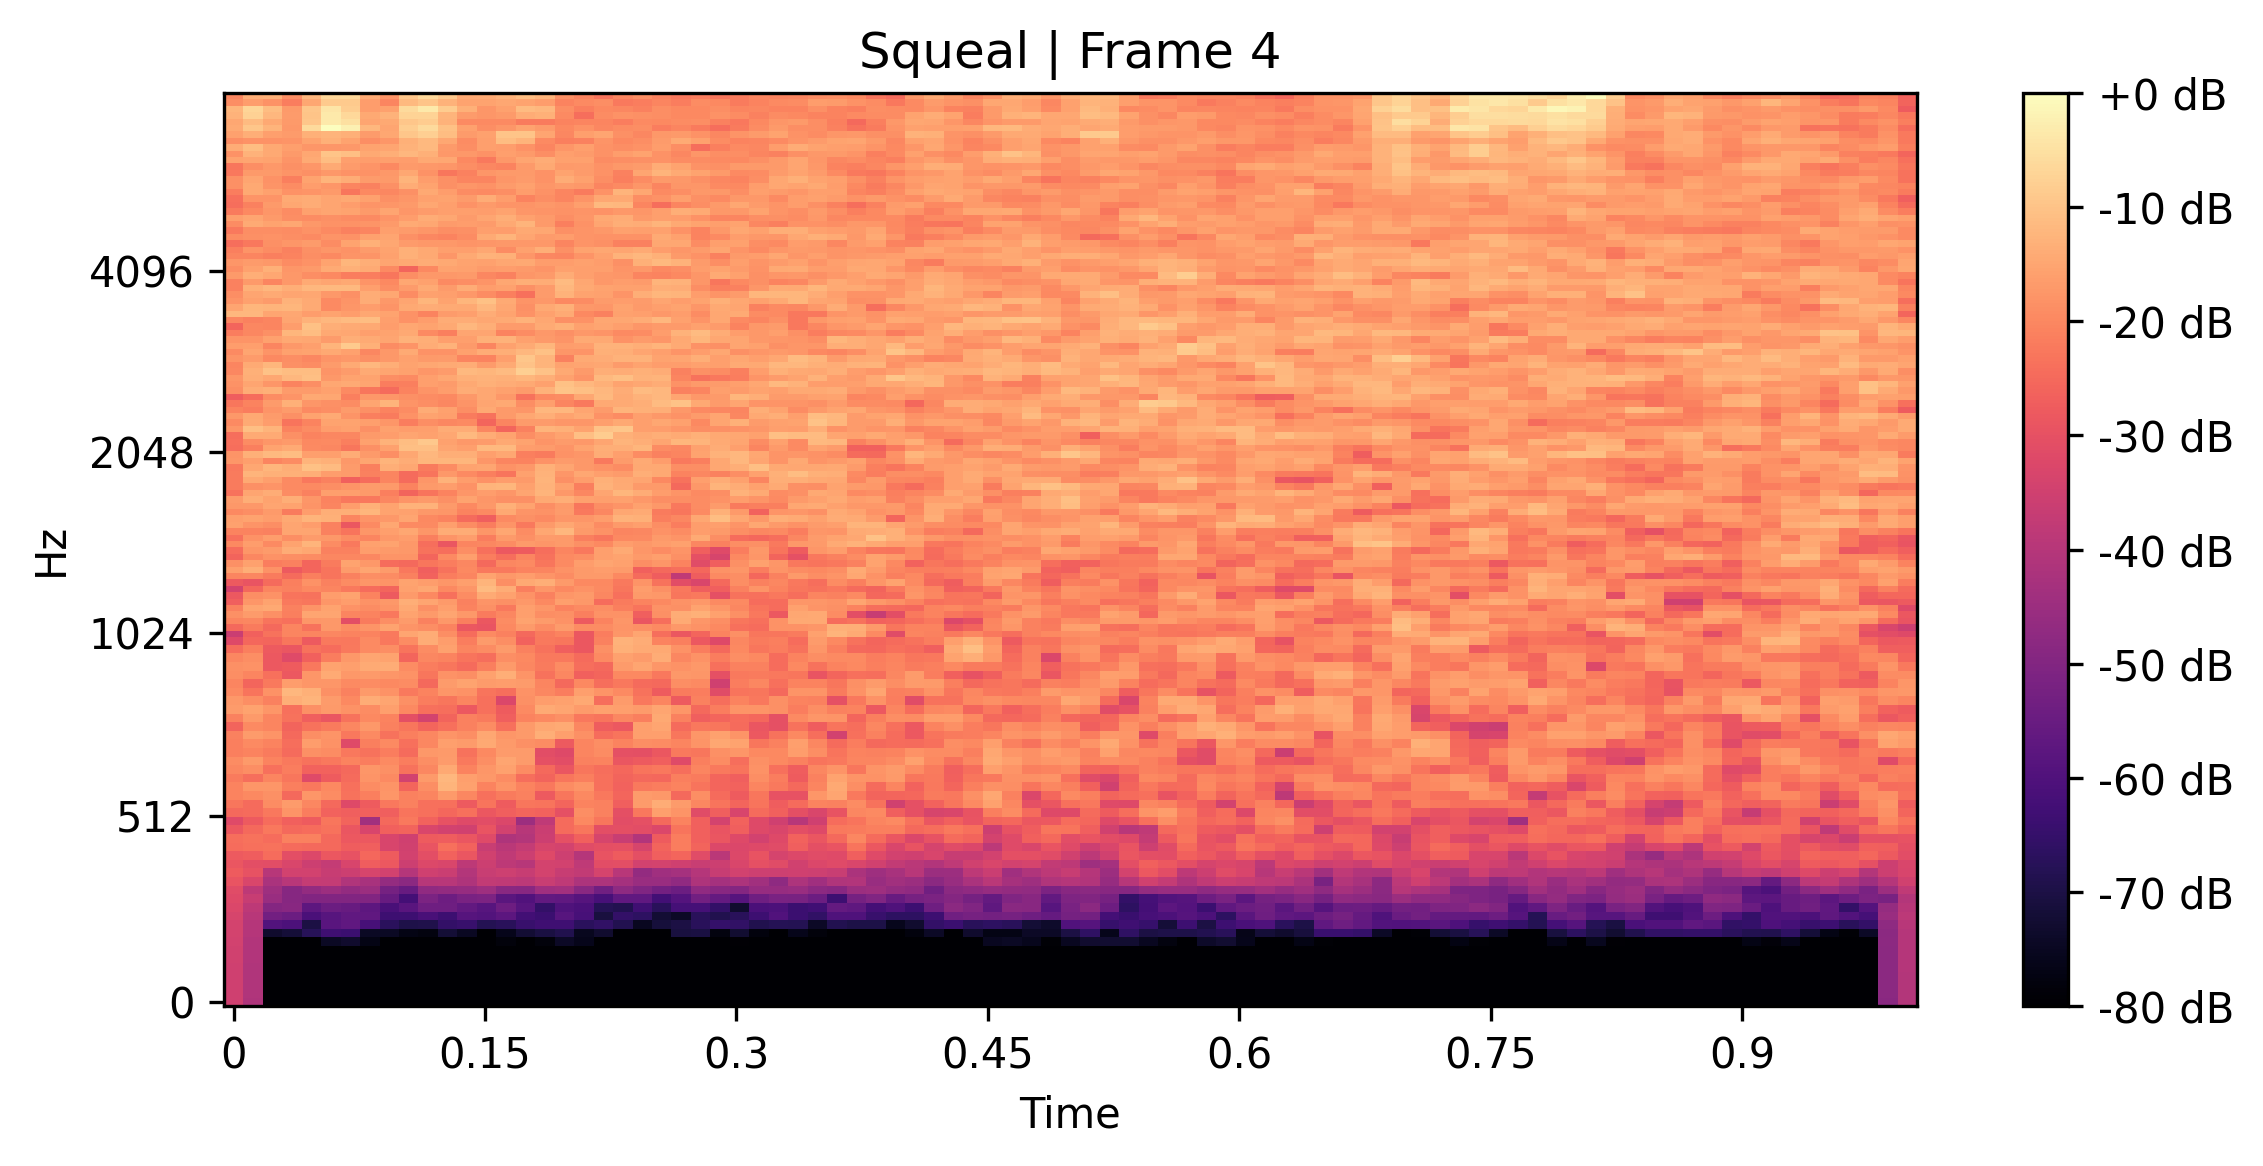 Squeal | Frame 4
+0 dB
-10 dB
-20 dB
-30 dB
-40 dB
-50 dB
-60 dB
-70 dB
-80 dB
Hz
4096
2048
1024
512
0
0 0.15 0.3 0.45 0.6 0.75 0.9
Time